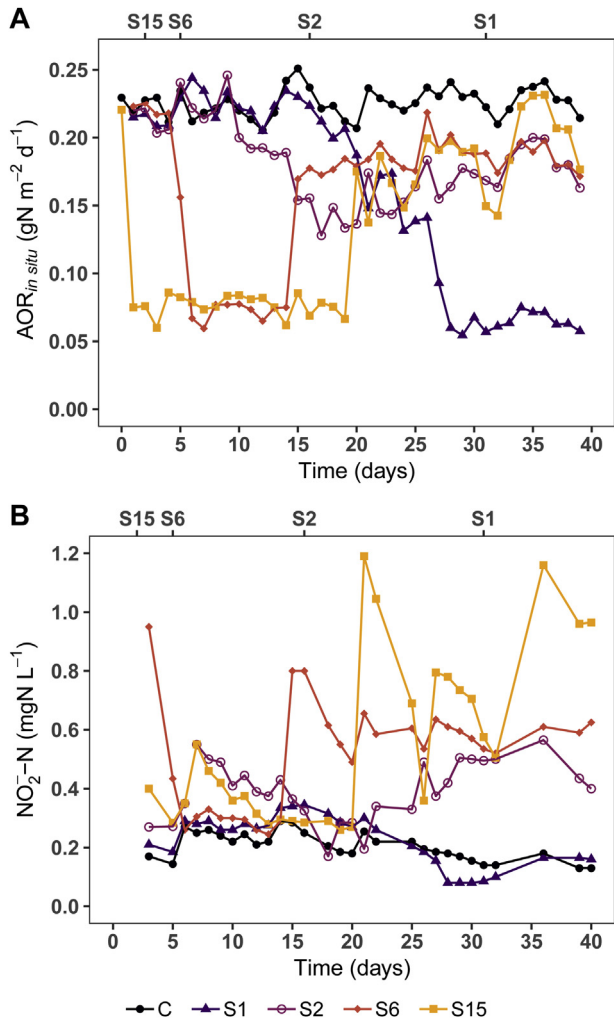 A
S15 S6 S2 S1
AOR in situ (gN m−2 d−1)
0.25
0.20
0.15
0.10
0.05
0.00
0 5 10 15 20 25 30 35 40
Time (days)
B
S15 S6 S2 S1
NO2−−N (mgN L−1)
1.2
1.0
0.8
0.6
0.4
0.2
0.0
0 5 10 15 20 25 30 35 40
Time (days)
C S1 S2 S6 S15